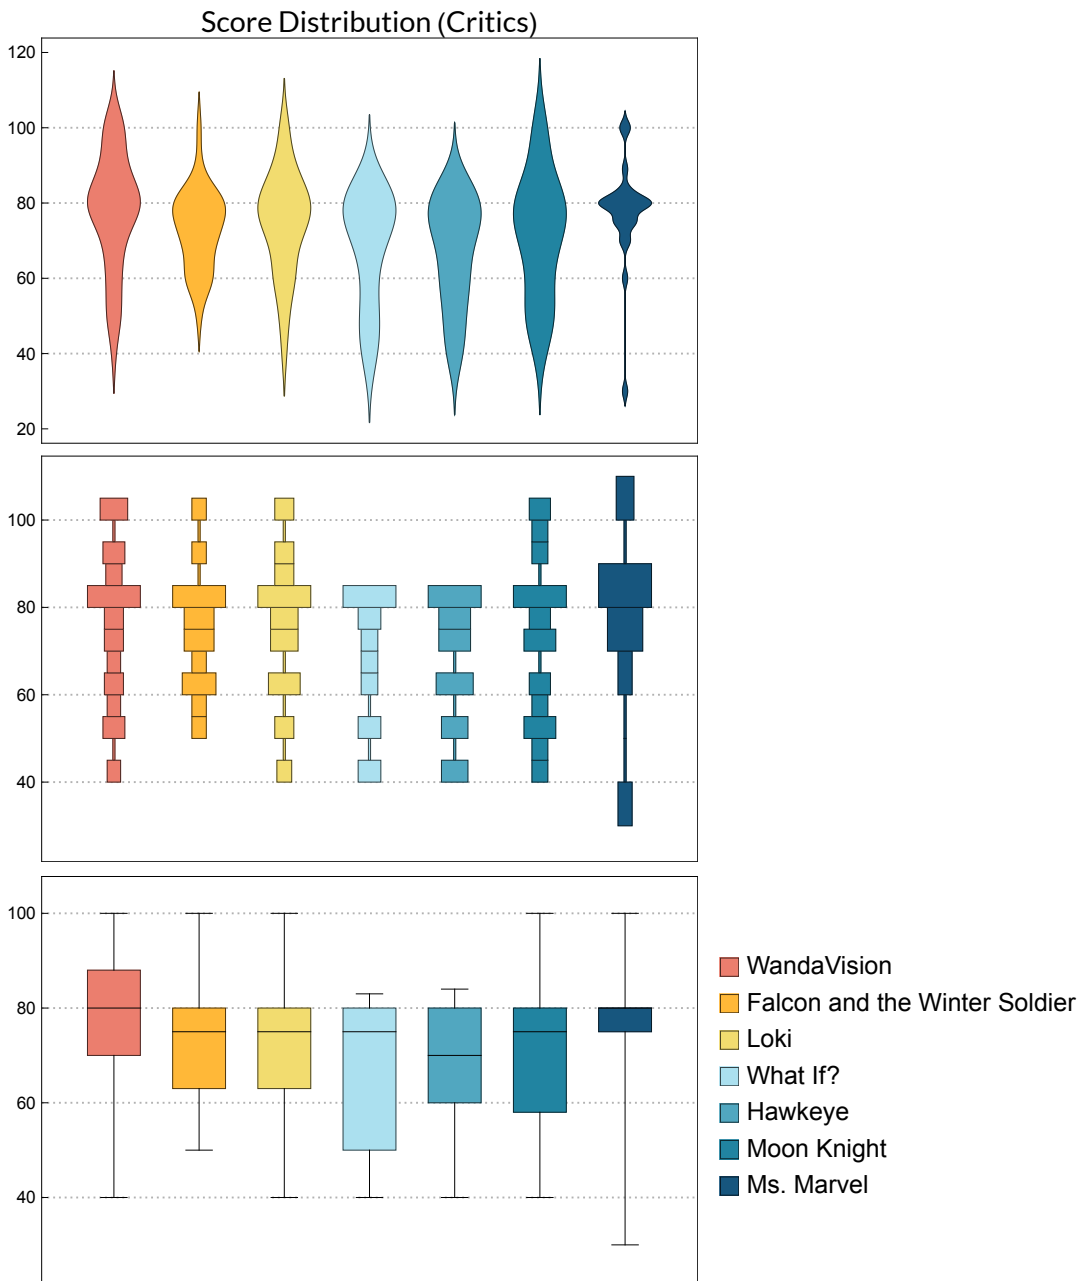 Score Distribution (Critics)
120
100
80
60
40
20
100
80
60
40
100
80
60
40
WandaVision
Falcon and the Winter Soldier
Loki
What If?
Hawkeye
Moon Knight
Ms. Marvel